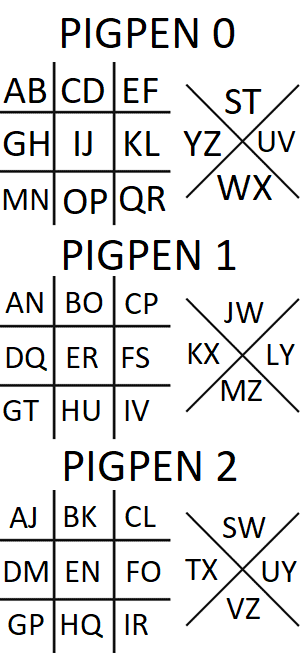 PIGPEN 0
AB CD EF
ST
GH IJ KL
YZ UV
MN OP QR
WX
PIGPEN 1
AN BO CP
JW
DQ ER FS
KX LY
MZ
GT HU IV
PIGPEN 2
AJ BK CL
SW
DM EN FO
TX UY
VZ
GP HQ IR